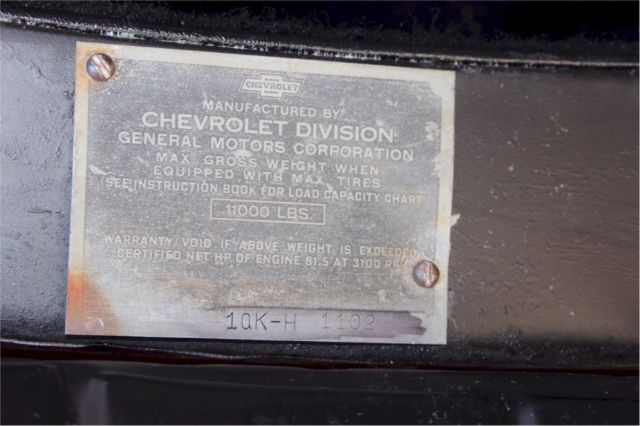 CHEVROLET
MANUFACTURED BY
CHEVROLET DIVISION
GENERAL MOTORS CORPORATION
MAX. GROSS WEIGHT WHEN
EQUIPPED WITH MAX. TIRES
(SEE INSTRUCTION BOOK FOR LOAD CAPACITY CHART)
11000 LBS.
WARRANTY VOID IF ABOVE WEIGHT IS EXCEEDED
CERTIFIED NET HP OF ENGINE 81.5 AT 3100
1QK-H 1102